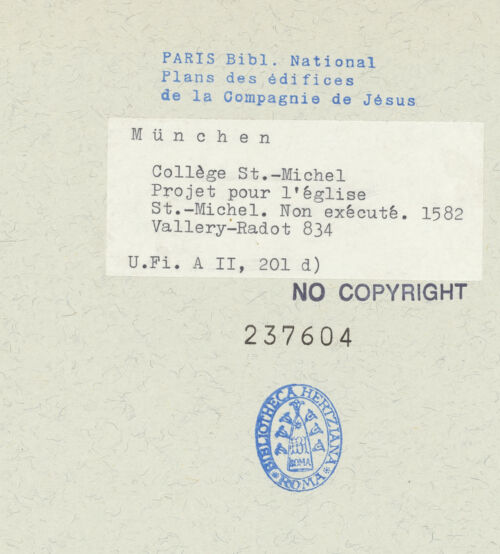 PARIS Bibl. National
Plans des édifices
de la Compagnie de Jésus
München
Collège St.-Michel
Projet pour l'église
St.-Michel. Non exécuté. 1582
Vallery-Radot 834
U.Fi. A II, 201 d)
NO COPYRIGHT
237604
BIBLIOTHECA HERTZIANA
ROMA
ROMA